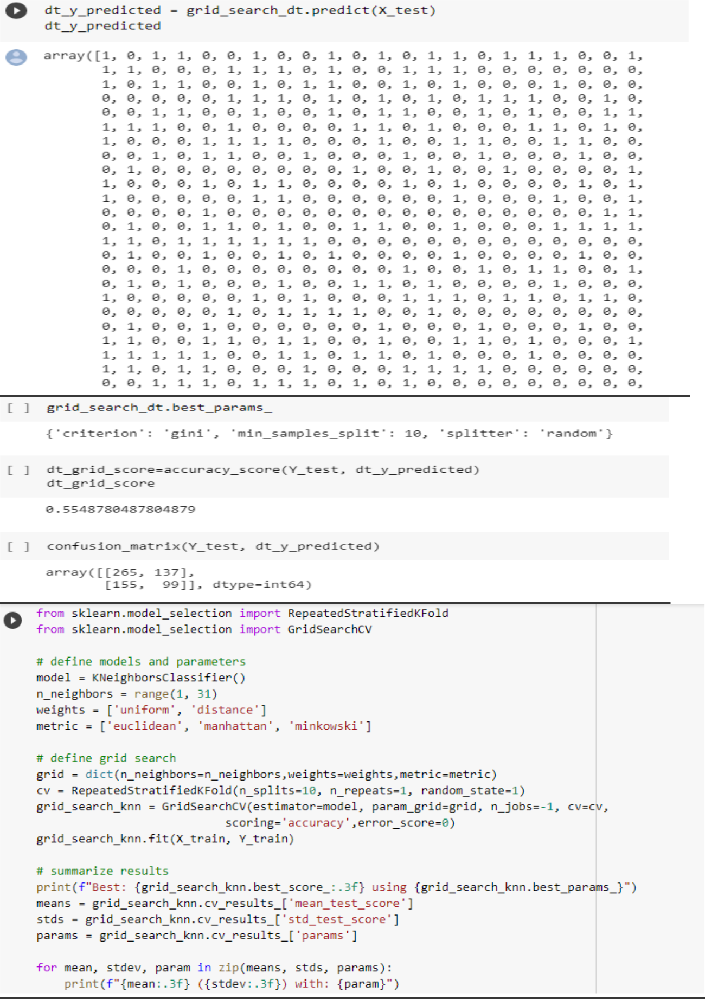 dt_y_predicted = grid_search_dt.predict(X_test)
dt_y_predicted
array([1, 0, 1, 1, 0, 0, 1, 0, 0, 1, 0, 1, 0, 1, 1, 0, 1, 1, 1, 0, 0, 1,
1, 1, 0, 0, 0, 1, 1, 1, 0, 1, 0, 0, 1, 1, 1, 0, 0, 0, 0, 0, 0, 0,
1, 0, 1, 1, 0, 0, 1, 0, 1, 1, 0, 0, 1, 0, 1, 0, 0, 0, 1, 0, 0, 0,
0, 0, 0, 0, 0, 1, 1, 1, 0, 1, 0, 1, 0, 1, 0, 1, 1, 1, 0, 0, 1, 0,
0, 0, 1, 1, 0, 0, 1, 0, 0, 1, 0, 1, 1, 0, 0, 1, 0, 1, 0, 0, 1, 1,
1, 1, 1, 0, 0, 1, 0, 0, 0, 0, 1, 1, 0, 1, 0, 0, 0, 1, 1, 0, 1, 0,
1, 0, 0, 0, 1, 1, 1, 1, 0, 0, 0, 1, 0, 0, 1, 1, 0, 0, 1, 1, 0, 0,
0, 0, 1, 0, 1, 1, 0, 0, 1, 0, 0, 0, 1, 0, 0, 1, 0, 0, 0, 1, 0, 0,
0, 1, 0, 0, 0, 0, 0, 0, 0, 0, 1, 0, 0, 1, 0, 0, 1, 0, 0, 0, 0, 1,
1, 0, 0, 0, 1, 0, 1, 1, 0, 0, 0, 0, 1, 0, 1, 0, 0, 0, 0, 1, 0, 1,
1, 0, 0, 0, 0, 0, 1, 1, 0, 0, 0, 0, 0, 0, 1, 0, 0, 0, 1, 0, 0, 1,
0, 0, 0, 0, 1, 0, 0, 0, 0, 0, 0, 0, 0, 0, 0, 0, 0, 0, 0, 0, 1, 1,
0, 1, 0, 0, 1, 1, 0, 1, 0, 0, 1, 1, 0, 0, 1, 0, 0, 0, 1, 1, 1, 1,
1, 1, 0, 1, 1, 1, 1, 1, 1, 0, 0, 0, 0, 0, 0, 0, 0, 0, 0, 0, 0, 0,
0, 1, 0, 0, 1, 0, 0, 1, 0, 1, 0, 0, 0, 0, 1, 0, 0, 0, 0, 1, 0, 0,
0, 0, 0, 1, 0, 0, 0, 0, 0, 0, 0, 0, 1, 0, 0, 1, 0, 1, 1, 0, 0, 1,
0, 1, 0, 1, 0, 0, 0, 1, 0, 0, 1, 1, 0, 1, 0, 0, 0, 0, 1, 0, 0, 0,
1, 0, 0, 0, 0, 0, 1, 0, 1, 0, 0, 0, 1, 1, 1, 0, 1, 1, 0, 1, 1, 0,
0, 0, 0, 0, 0, 1, 0, 1, 1, 1, 1, 0, 0, 1, 0, 0, 0, 0, 0, 0, 0, 0,
0, 1, 0, 0, 1, 0, 0, 0, 0, 0, 0, 1, 0, 0, 0, 1, 0, 0, 0, 1, 0, 0,
1, 1, 0, 0, 1, 1, 0, 1, 1, 0, 0, 1, 0, 0, 1, 1, 0, 1, 0, 0, 0, 1,
1, 1, 1, 1, 1, 0, 0, 1, 1, 0, 1, 1, 0, 1, 0, 0, 0, 1, 0, 0, 0, 0,
1, 1, 0, 1, 1, 0, 0, 0, 1, 0, 0, 0, 1, 1, 1, 1, 0, 0, 0, 0, 0, 0,
0, 0, 1, 1, 1, 0, 1, 1, 1, 0, 1, 0, 1, 0, 0, 0, 0, 0, 0, 0, 0, 0,
[ ] grid_search_dt.best_params_
{'criterion': 'gini', 'min_samples_split': 10, 'splitter': 'random'}
[ ] dt_grid_score=accuracy_score(Y_test, dt_y_predicted)
dt_grid_score
0.5548780487804879
[ ] confusion_matrix(Y_test, dt_y_predicted)
array([[265, 137],
[155, 99]], dtype=int64)
from sklearn.model_selection import RepeatedStratifiedKFold
from sklearn.model_selection import GridSearchCV
# define models and parameters
model = KNeighborsClassifier()
n_neighbors = range(1, 31)
weights = ['uniform', 'distance']
metric = ['euclidean', 'manhattan', 'minkowski']
# define grid search
grid = dict(n_neighbors=n_neighbors,weights=weights,metric=metric)
cv = RepeatedStratifiedKFold(n_splits=10, n_repeats=1, random_state=1)
grid_search_knn = GridSearchCV(estimator=model, param_grid=grid, n_jobs=-1, cv=cv,
scoring='accuracy',error_score=0)
grid_search_knn.fit(X_train, Y_train)
# summarize results
print(f"Best: {grid_search_knn.best_score_:.3f} using {grid_search_knn.best_params_}")
means = grid_search_knn.cv_results_['mean_test_score']
stds = grid_search_knn.cv_results_['std_test_score']
params = grid_search_knn.cv_results_['params']
for mean, stdev, param in zip(means, stds, params):
print(f"{mean:.3f} ({stdev:.3f}) with: {param}")